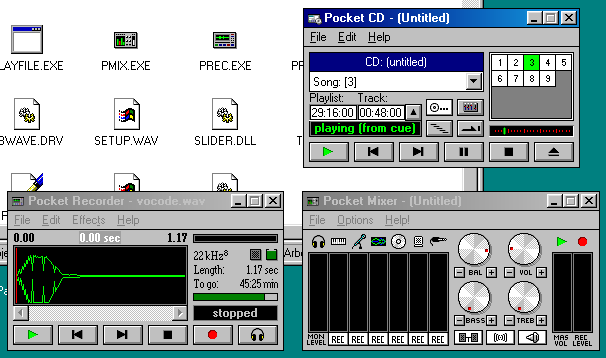 LAYFILE.EXE
PMIX.EXE
PREC.EXE
BWAVE.DRV
SETUP.WAV
SLIDER.DLL
Pocket CD - (Untitled)
File Edit Help
CD: (untitled)
Song: [3]
Playlist: Track:
29:16:00 00:48:00
playing (from cue)
1 2 3 4 5
6 7 8 9
Pocket Recorder - vocode.wav
File Edit Effects Help
0.00 0.00 sec 1.17
22kHz8
Length: 1.17 sec
To go: 45:25 mm
stopped
Arbe
Pocket Mixer - (Untitled)
File Options Help!
BAL VOL
BASS TREB
MON LEVEL
REC REC REC REC REC REC
MAS VOL
REC LEVEL